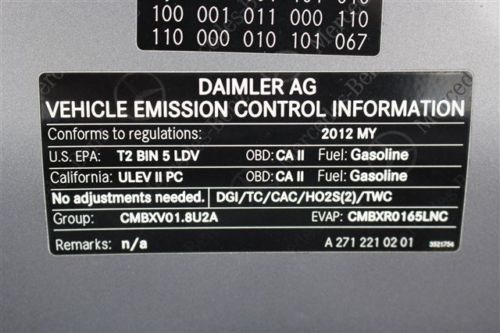 100 001 011 000 110
110 000 010 101 067
DAIMLER AG
VEHICLE EMISSION CONTROL INFORMATION
Conforms to regulations: 2012 MY
U.S. EPA: T2 BIN 5 LDV OBD: CA II Fuel: Gasoline
California: ULEV II PC OBD: CA II Fuel: Gasoline
No adjustments needed. DGI/TC/CAC/HO2S(2)/TWC
Group: CMBXV01.8U2A EVAP: CMBXR0165LNC
Remarks: n/a A 271 221 02 01 3521754